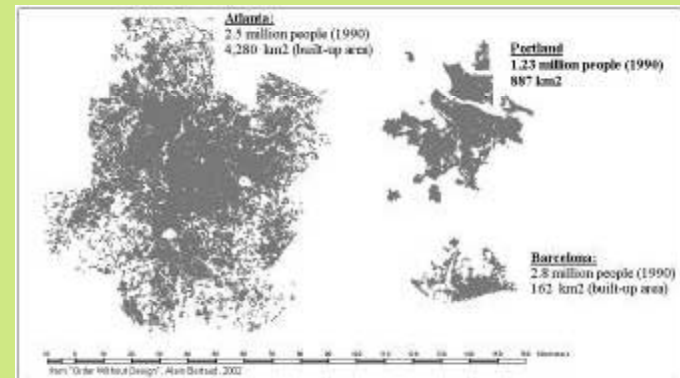 Atlanta:
2.5 million people (1990)
4,280 km2 (built-up area)
Portland
1.23 million people (1990)
887 km2
Barcelona:
2.8 million people (1990)
162 km2 (built-up area)
from "Order Without Design", Alain Bertaud, 2002